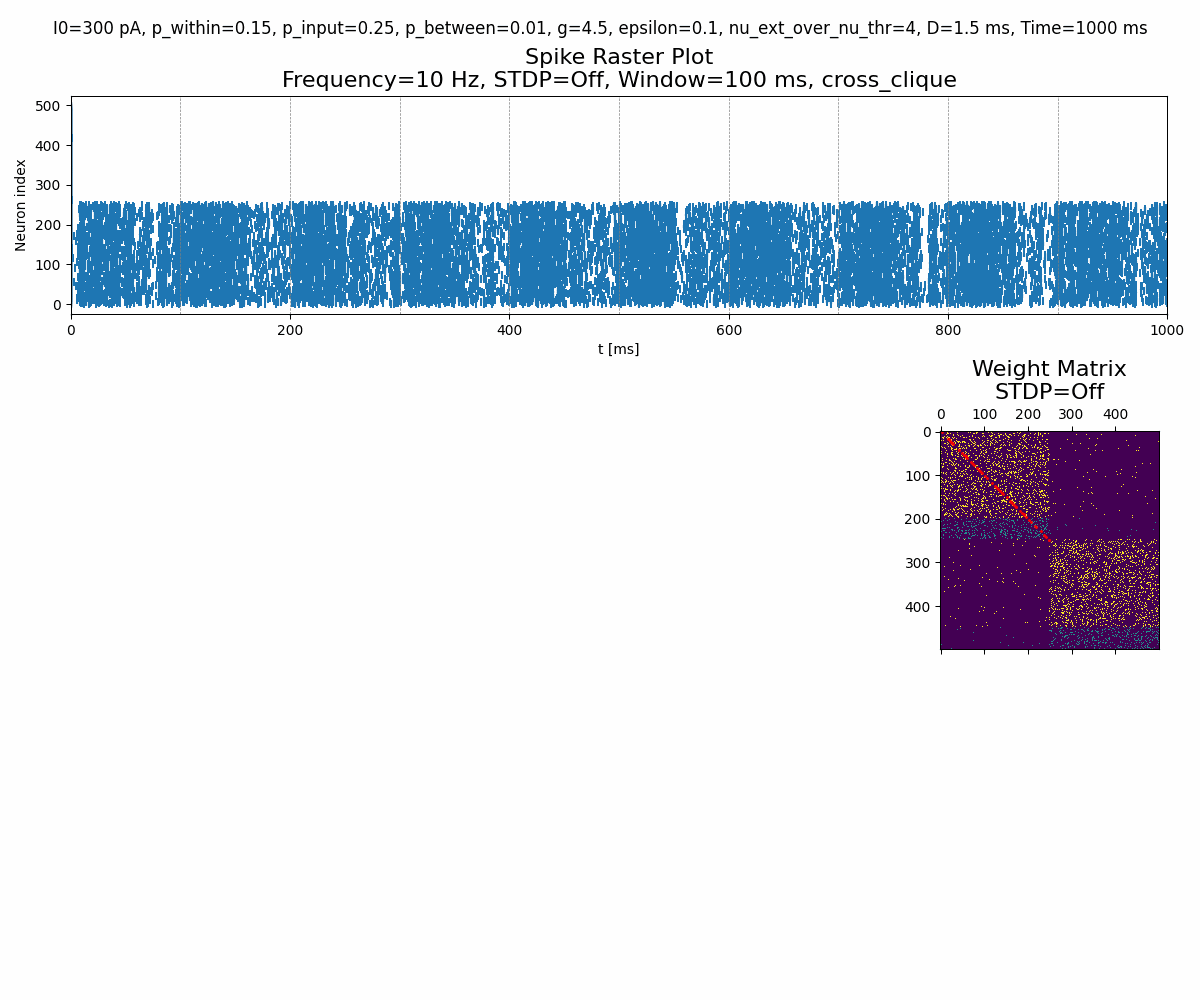 I0=300 pA, p_within=0.15, p_input=0.25, p_between=0.01, g=4.5, epsilon=0.1, nu_ext_over_nu_thr=4, D=1.5 ms, Time=1000 ms
Spike Raster Plot
Frequency=10 Hz, STDP=Off, Window=100 ms, cross_clique
500
400
300
200
100
0
Neuron index
0 200 400 600 800 1000
t [ms]
Weight Matrix
STDP=Off
0 100 200 300 400
0
100
200
300
400